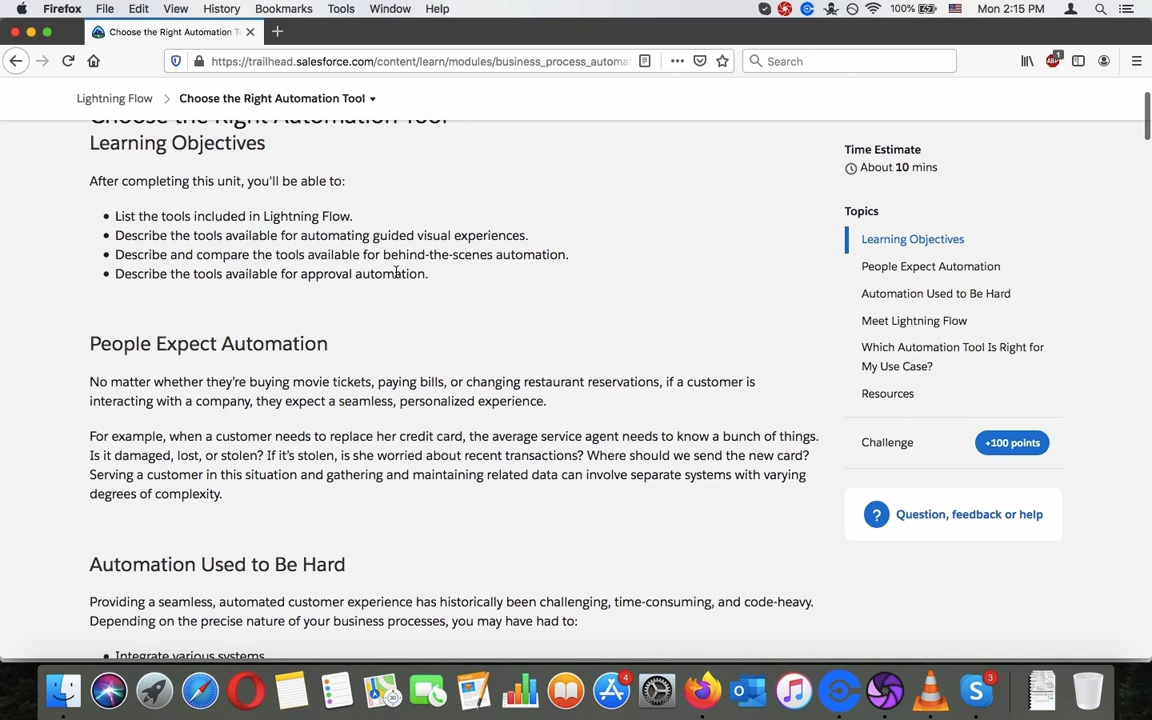 Firefox File Edit View History Bookmarks Tools Window Help 100% Mon 2:15 PM
Choose the Right Automation T
https://trailhead.salesforce.com/content/learn/modules/business_process_automa
Search
ABP 1
Lightning Flow > Choose the Right Automation Tool
Choose the Right Automation Tool
Learning Objectives
After completing this unit, you'll be able to:
• List the tools included in Lightning Flow.
• Describe the tools available for automating guided visual experiences.
• Describe and compare the tools available for behind-the-scenes automation.
• Describe the tools available for approval automation.
People Expect Automation
No matter whether they're buying movie tickets, paying bills, or changing restaurant reservations, if a customer is
interacting with a company, they expect a seamless, personalized experience.
For example, when a customer needs to replace her credit card, the average service agent needs to know a bunch of things.
Is it damaged, lost, or stolen? If it's stolen, is she worried about recent transactions? Where should we send the new card?
Serving a customer in this situation and gathering and maintaining related data can involve separate systems with varying
degrees of complexity.
Automation Used to Be Hard
Providing a seamless, automated customer experience has historically been challenging, time-consuming, and code-heavy.
Depending on the precise nature of your business processes, you may have had to:
• Integrate various systems
Time Estimate
About 10 mins
Topics
Learning Objectives
People Expect Automation
Automation Used to Be Hard
Meet Lightning Flow
Which Automation Tool Is Right for
My Use Case?
Resources
Challenge +100 points
? Question, feedback or help
4
3